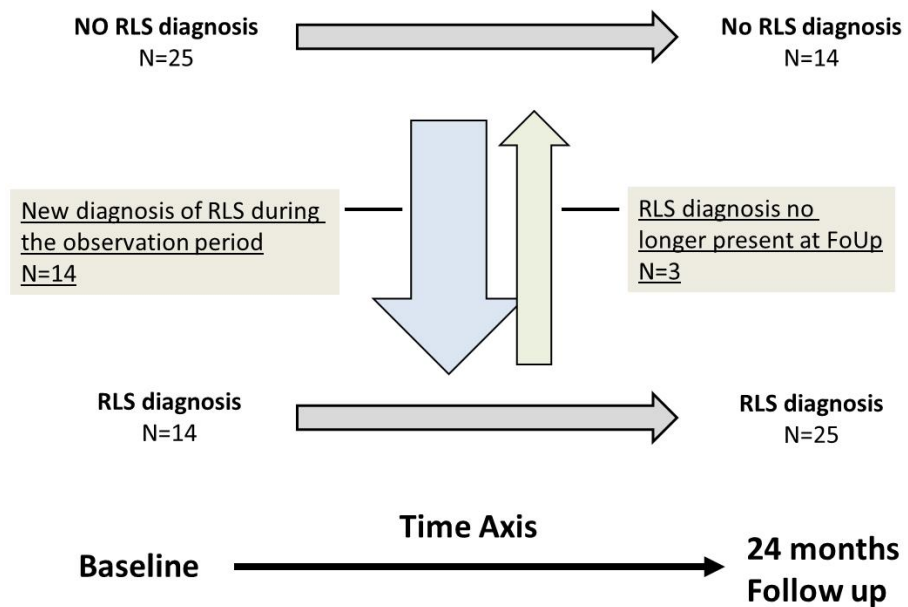 NO RLS diagnosis
N=25
No RLS diagnosis
N=14
New diagnosis of RLS during
the observation period
N=14
RLS diagnosis no
longer present at FoUp
N=3
RLS diagnosis
N=14
RLS diagnosis
N=25
Time Axis
Baseline
24 months
Follow up